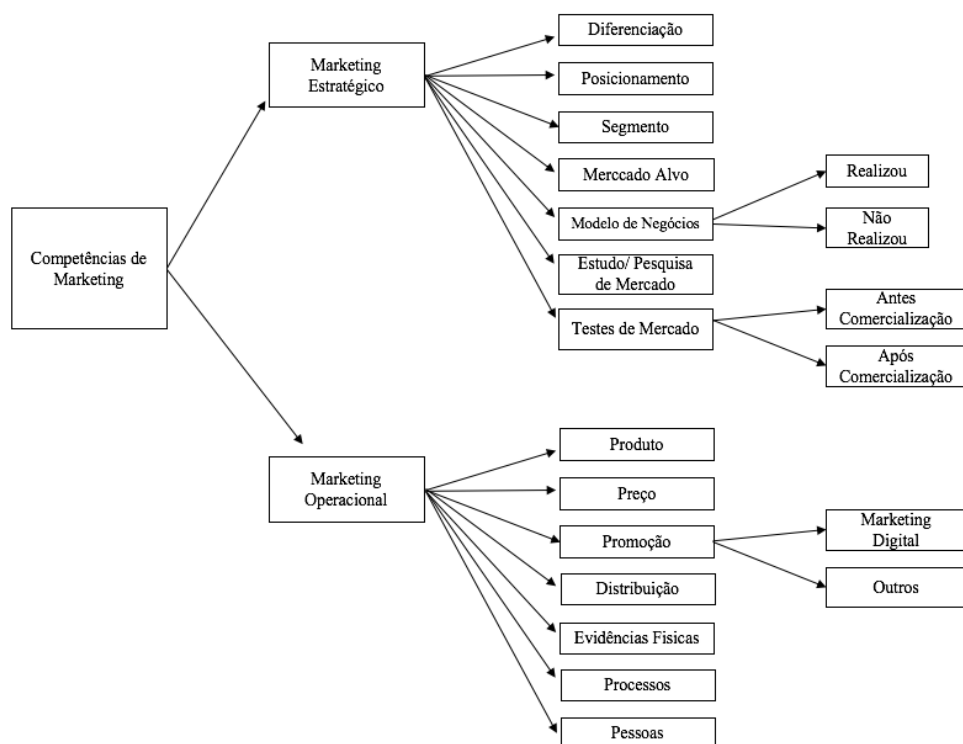 Competências de
Marketing
Marketing
Estratégico
Diferenciação
Posicionamento
Segmento
Merccado Alvo
Modelo de Negócios
Realizou
Não
Realizou
Estudo/ Pesquisa
de Mercado
Testes de Mercado
Antes
Comercialização
Após
Comercialização
Marketing
Operacional
Produto
Preço
Promoção
Marketing
Digital
Outros
Distribuição
Evidências Fisicas
Processos
Pessoas